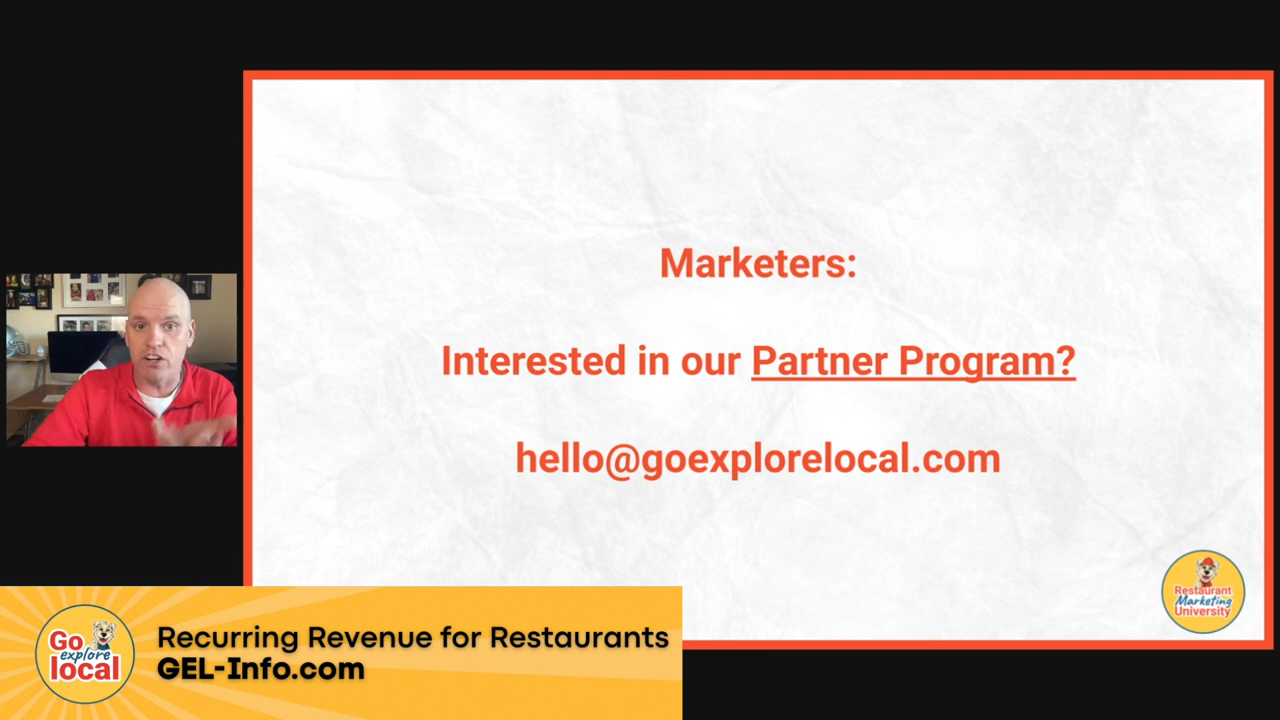 Marketers:
Interested in our Partner Program?
hello@goexplorelocal.com
Restaurant
Marketing
University
Go
explore
local
Recurring Revenue for Restaurants
GEL-Info.com